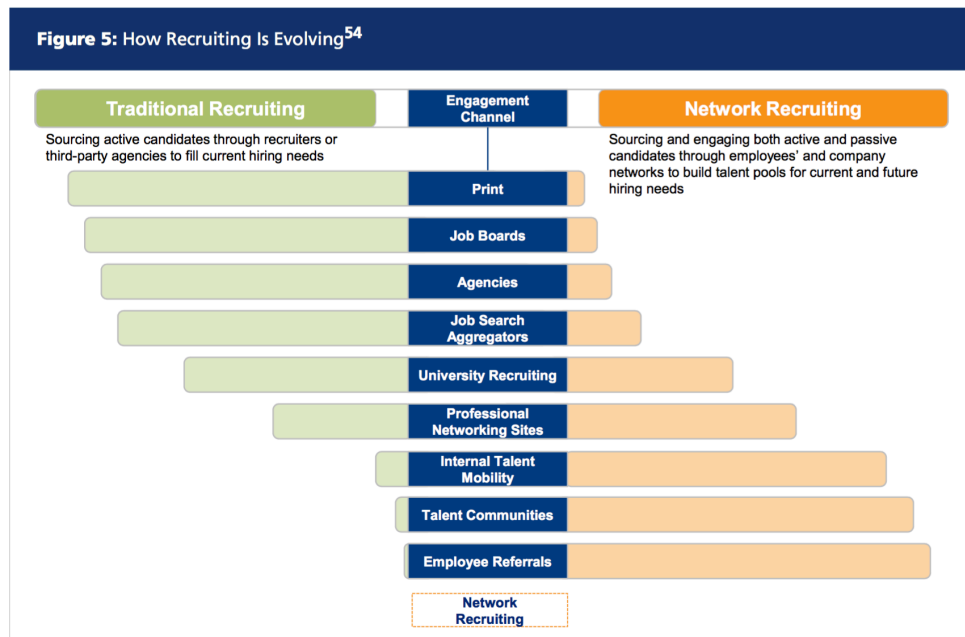 Figure 5: How Recruiting Is Evolving54
Traditional Recruiting
Engagement
Channel
Network Recruiting
Sourcing active candidates through recruiters or
third-party agencies to fill current hiring needs
Sourcing and engaging both active and passive
candidates through employees’ and company
networks to build talent pools for current and future
hiring needs
Print
Job Boards
Agencies
Job Search
Aggregators
University Recruiting
Professional
Networking Sites
Internal Talent
Mobility
Talent Communities
Employee Referrals
Network
Recruiting